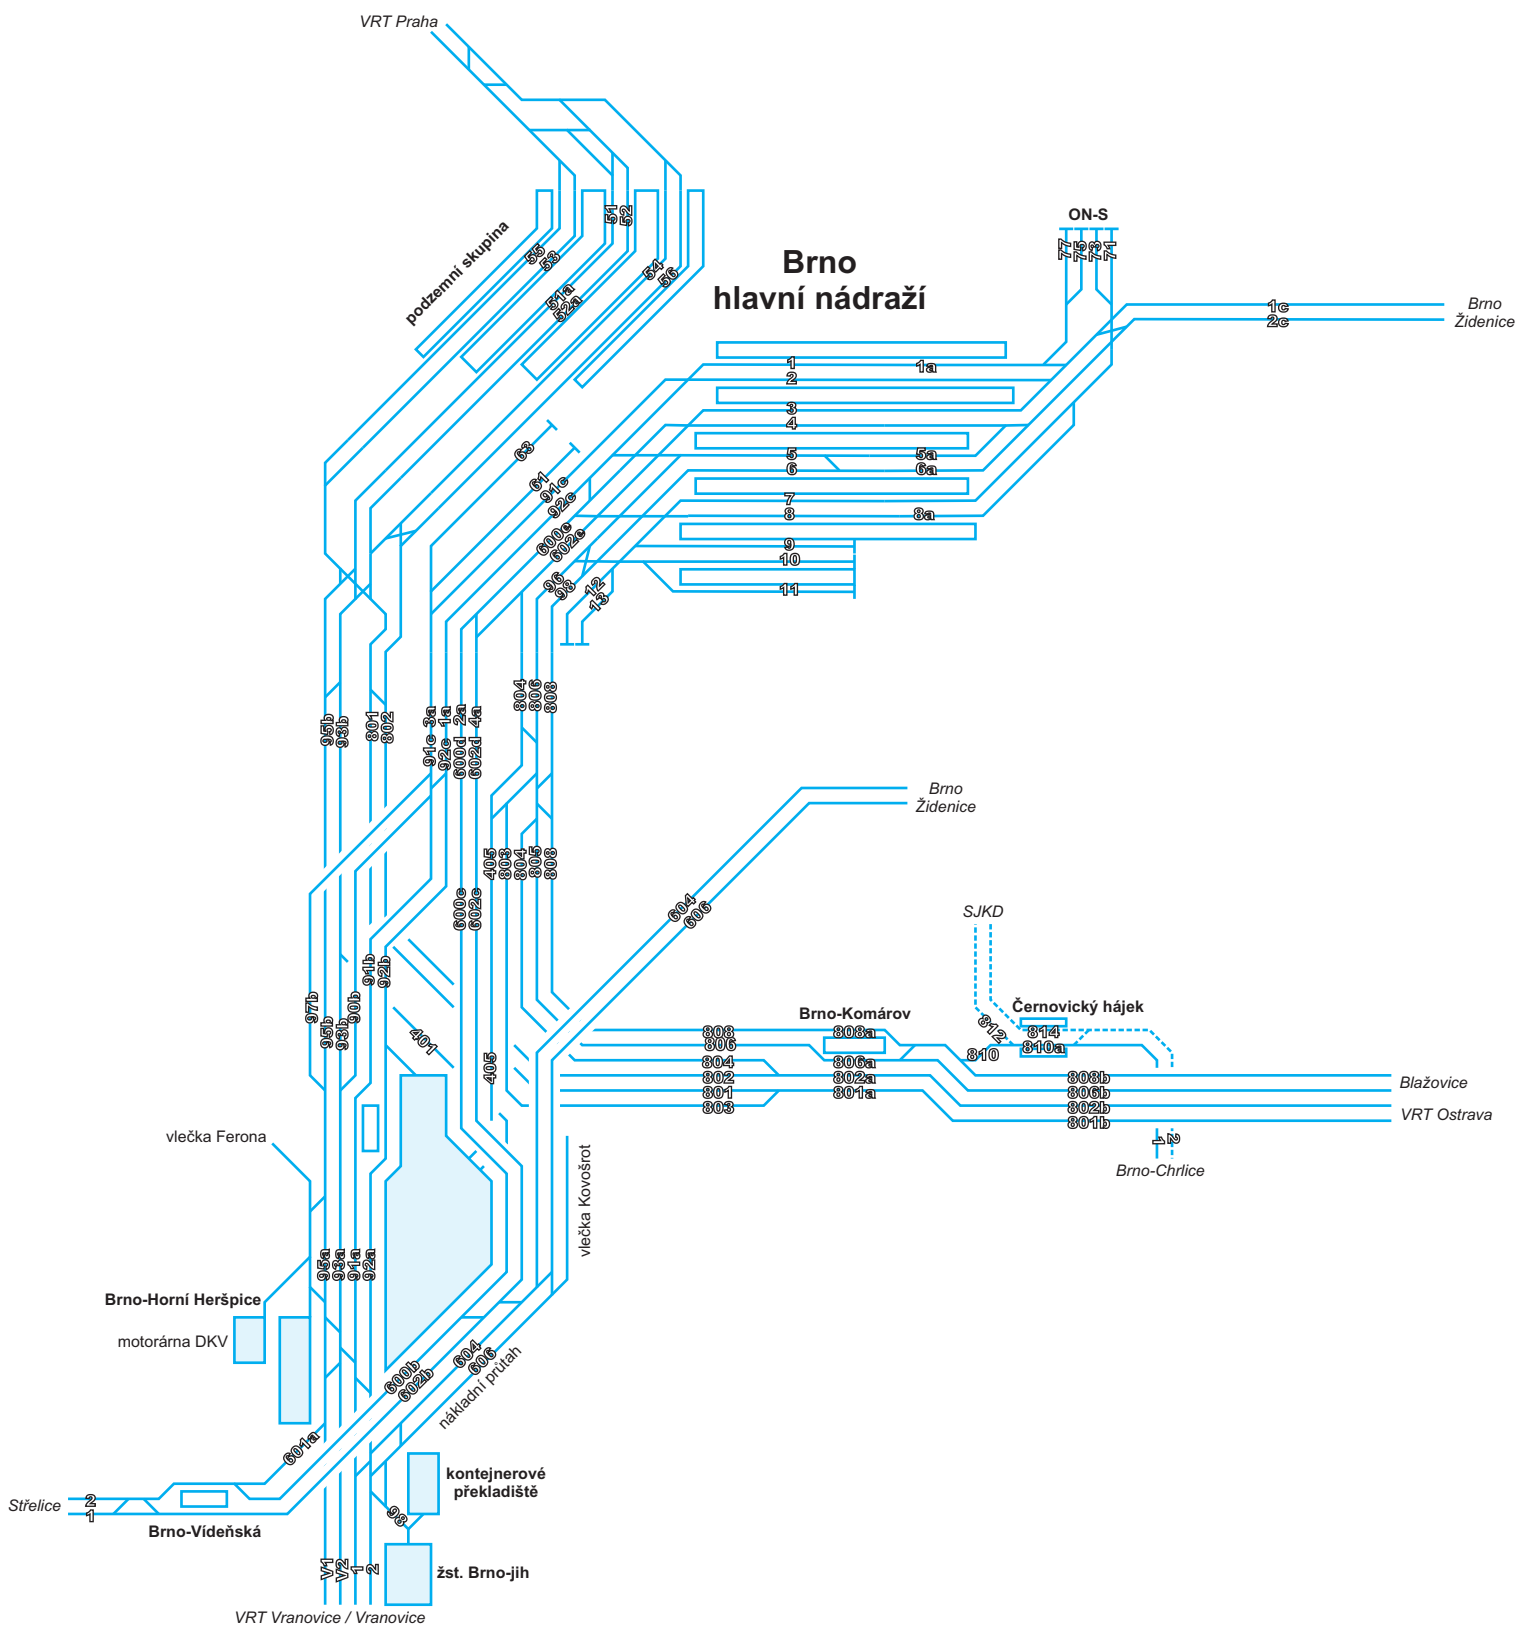 VRT Praha
ON-S
podzemní skupina
51
52
55
53
51a
52a
54
56
Brno
hlavní nádraží
77
75
73
71
1c
2c
Brno
Židenice
1
1a
2
3
4
5
5a
6
6a
7
8
8a
9
10
11
63
61
91c
92c
600e
602e
96
98
12
13
95b
93b
801
802
91c 3a
92c 1a
600d 2a
602d 4a
804
806
808
Brno
Židenice
405
803
804
805
808
600c
602c
604
606
SJKD
97b
95b
93b
90b
91b
92b
401
405
Brno-Komárov
Černovický hájek
808
808a
812
814
806
810
810a
804
806a
802
802a
808b
801
801a
806b
803
802b
801b
Blažovice
VRT Ostrava
1
2
Brno-Chrlice
vlečka Ferona
vlečka Kovošrot
95a
93a
91a
92a
Brno-Horní Heršpice
motorárna DKV
600b
602b
604
606
nákladní průtah
601a
Střelice
2
1
Brno-Vídeňská
kontejnerové
překladiště
98
V1
V2
1
2
žst. Brno-jih
VRT Vranovice / Vranovice